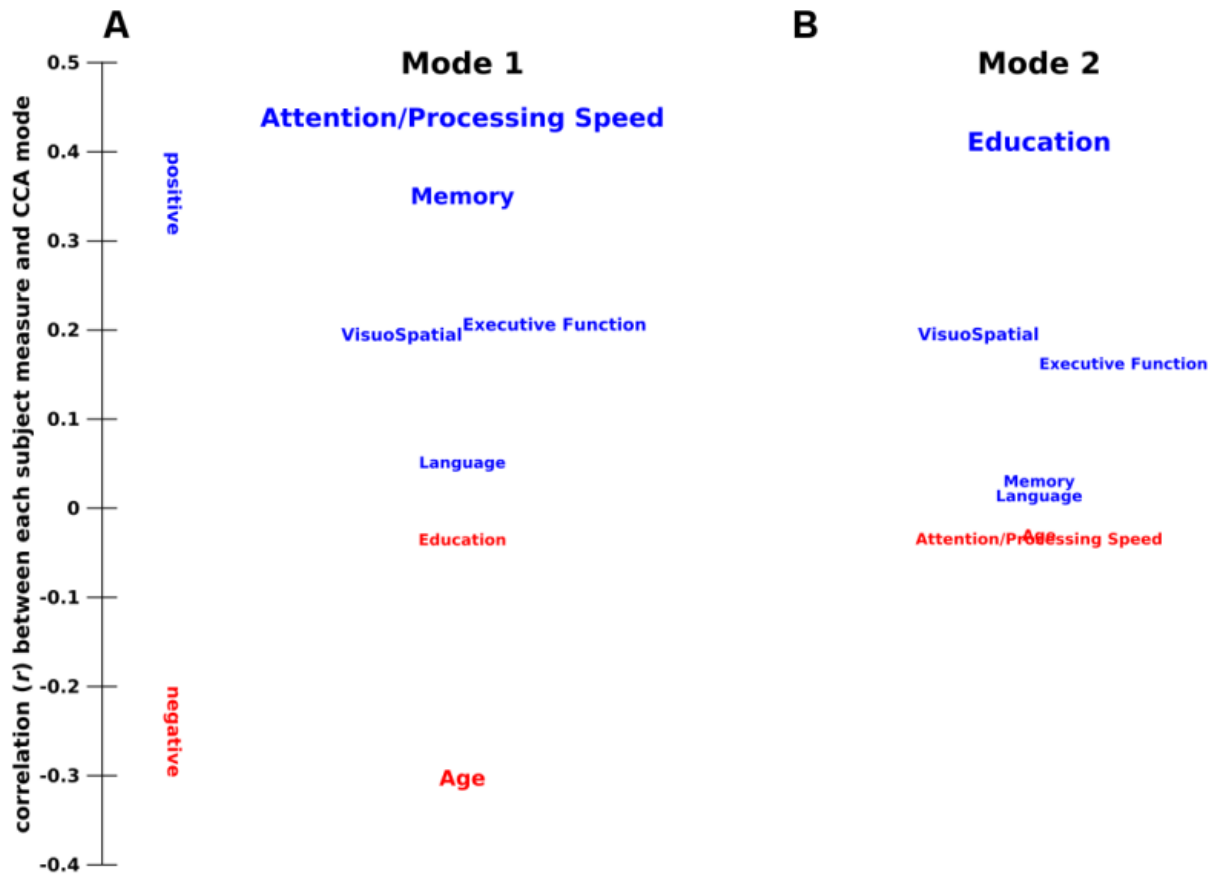 A
B
Mode 1
Mode 2
correlation (r) between each subject measure and CCA mode
0.5
0.4
0.3
0.2
0.1
0
-0.1
-0.2
-0.3
-0.4
positive
negative
Attention/Processing Speed
Memory
Executive Function
VisuoSpatial
Language
Education
Age
Education
VisuoSpatial
Executive Function
Memory
Language
Age
Attention/Processing Speed